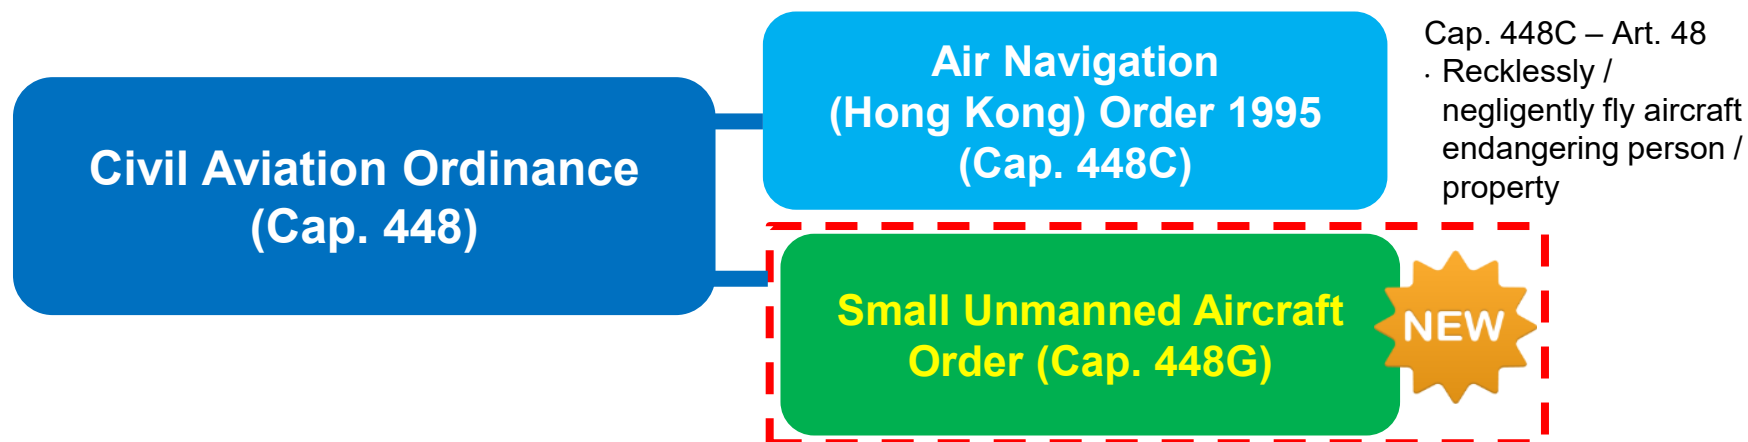 Civil Aviation Ordinance
(Cap. 448)
Air Navigation
(Hong Kong) Order 1995
(Cap. 448C)
Cap. 448C – Art. 48
· Recklessly /
negligently fly aircraft
endangering person /
property
Small Unmanned Aircraft
Order (Cap. 448G)
NEW